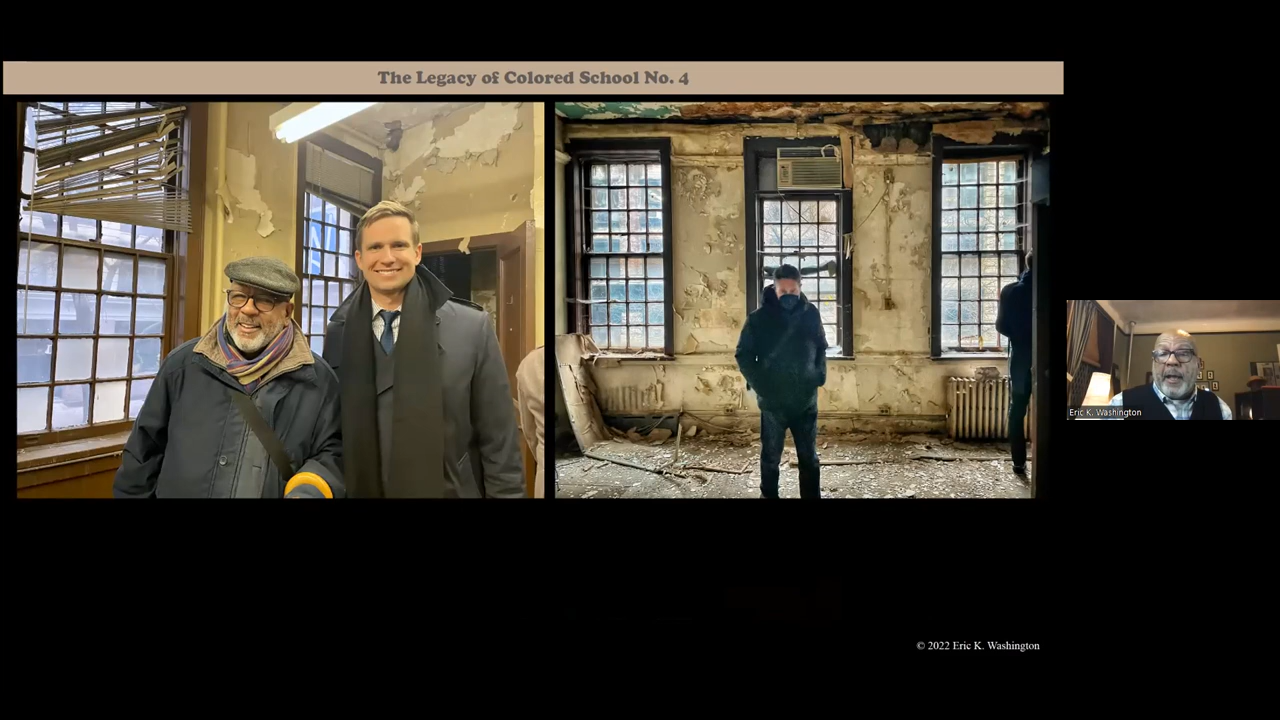 The Legacy of Colored School No. 4
Eric K. Washington
© 2022 Eric K. Washington